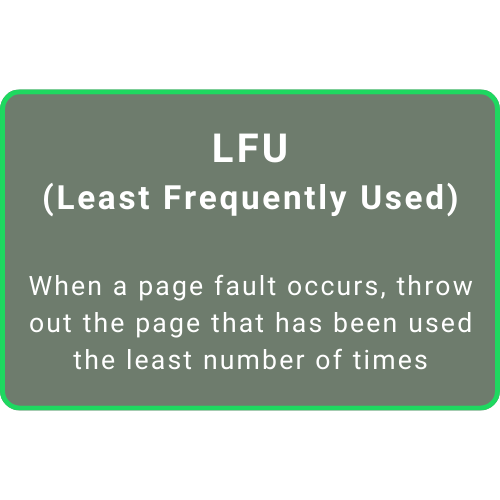 LFU
(Least Frequently Used)
When a page fault occurs, throw
out the page that has been used
the least number of times